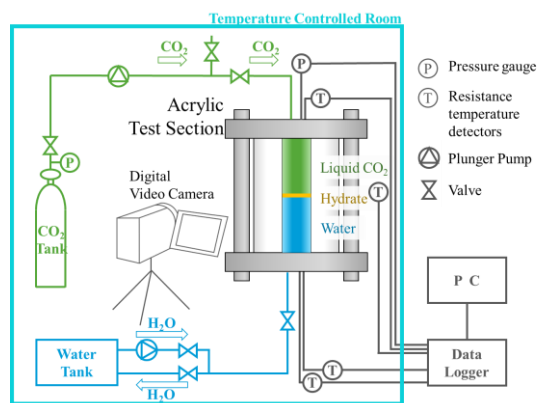 Temperature Controlled Room
CO2
CO2
P
T
Acrylic
Test Section
P
Digital
Video Camera
Liquid CO2
Hydrate
Water
T
CO2
Tank
H2O
Water
Tank
H2O
T
T
P C
Data
Logger
P
Pressure gauge
T
Resistance
temperature
detectors
Plunger Pump
Valve